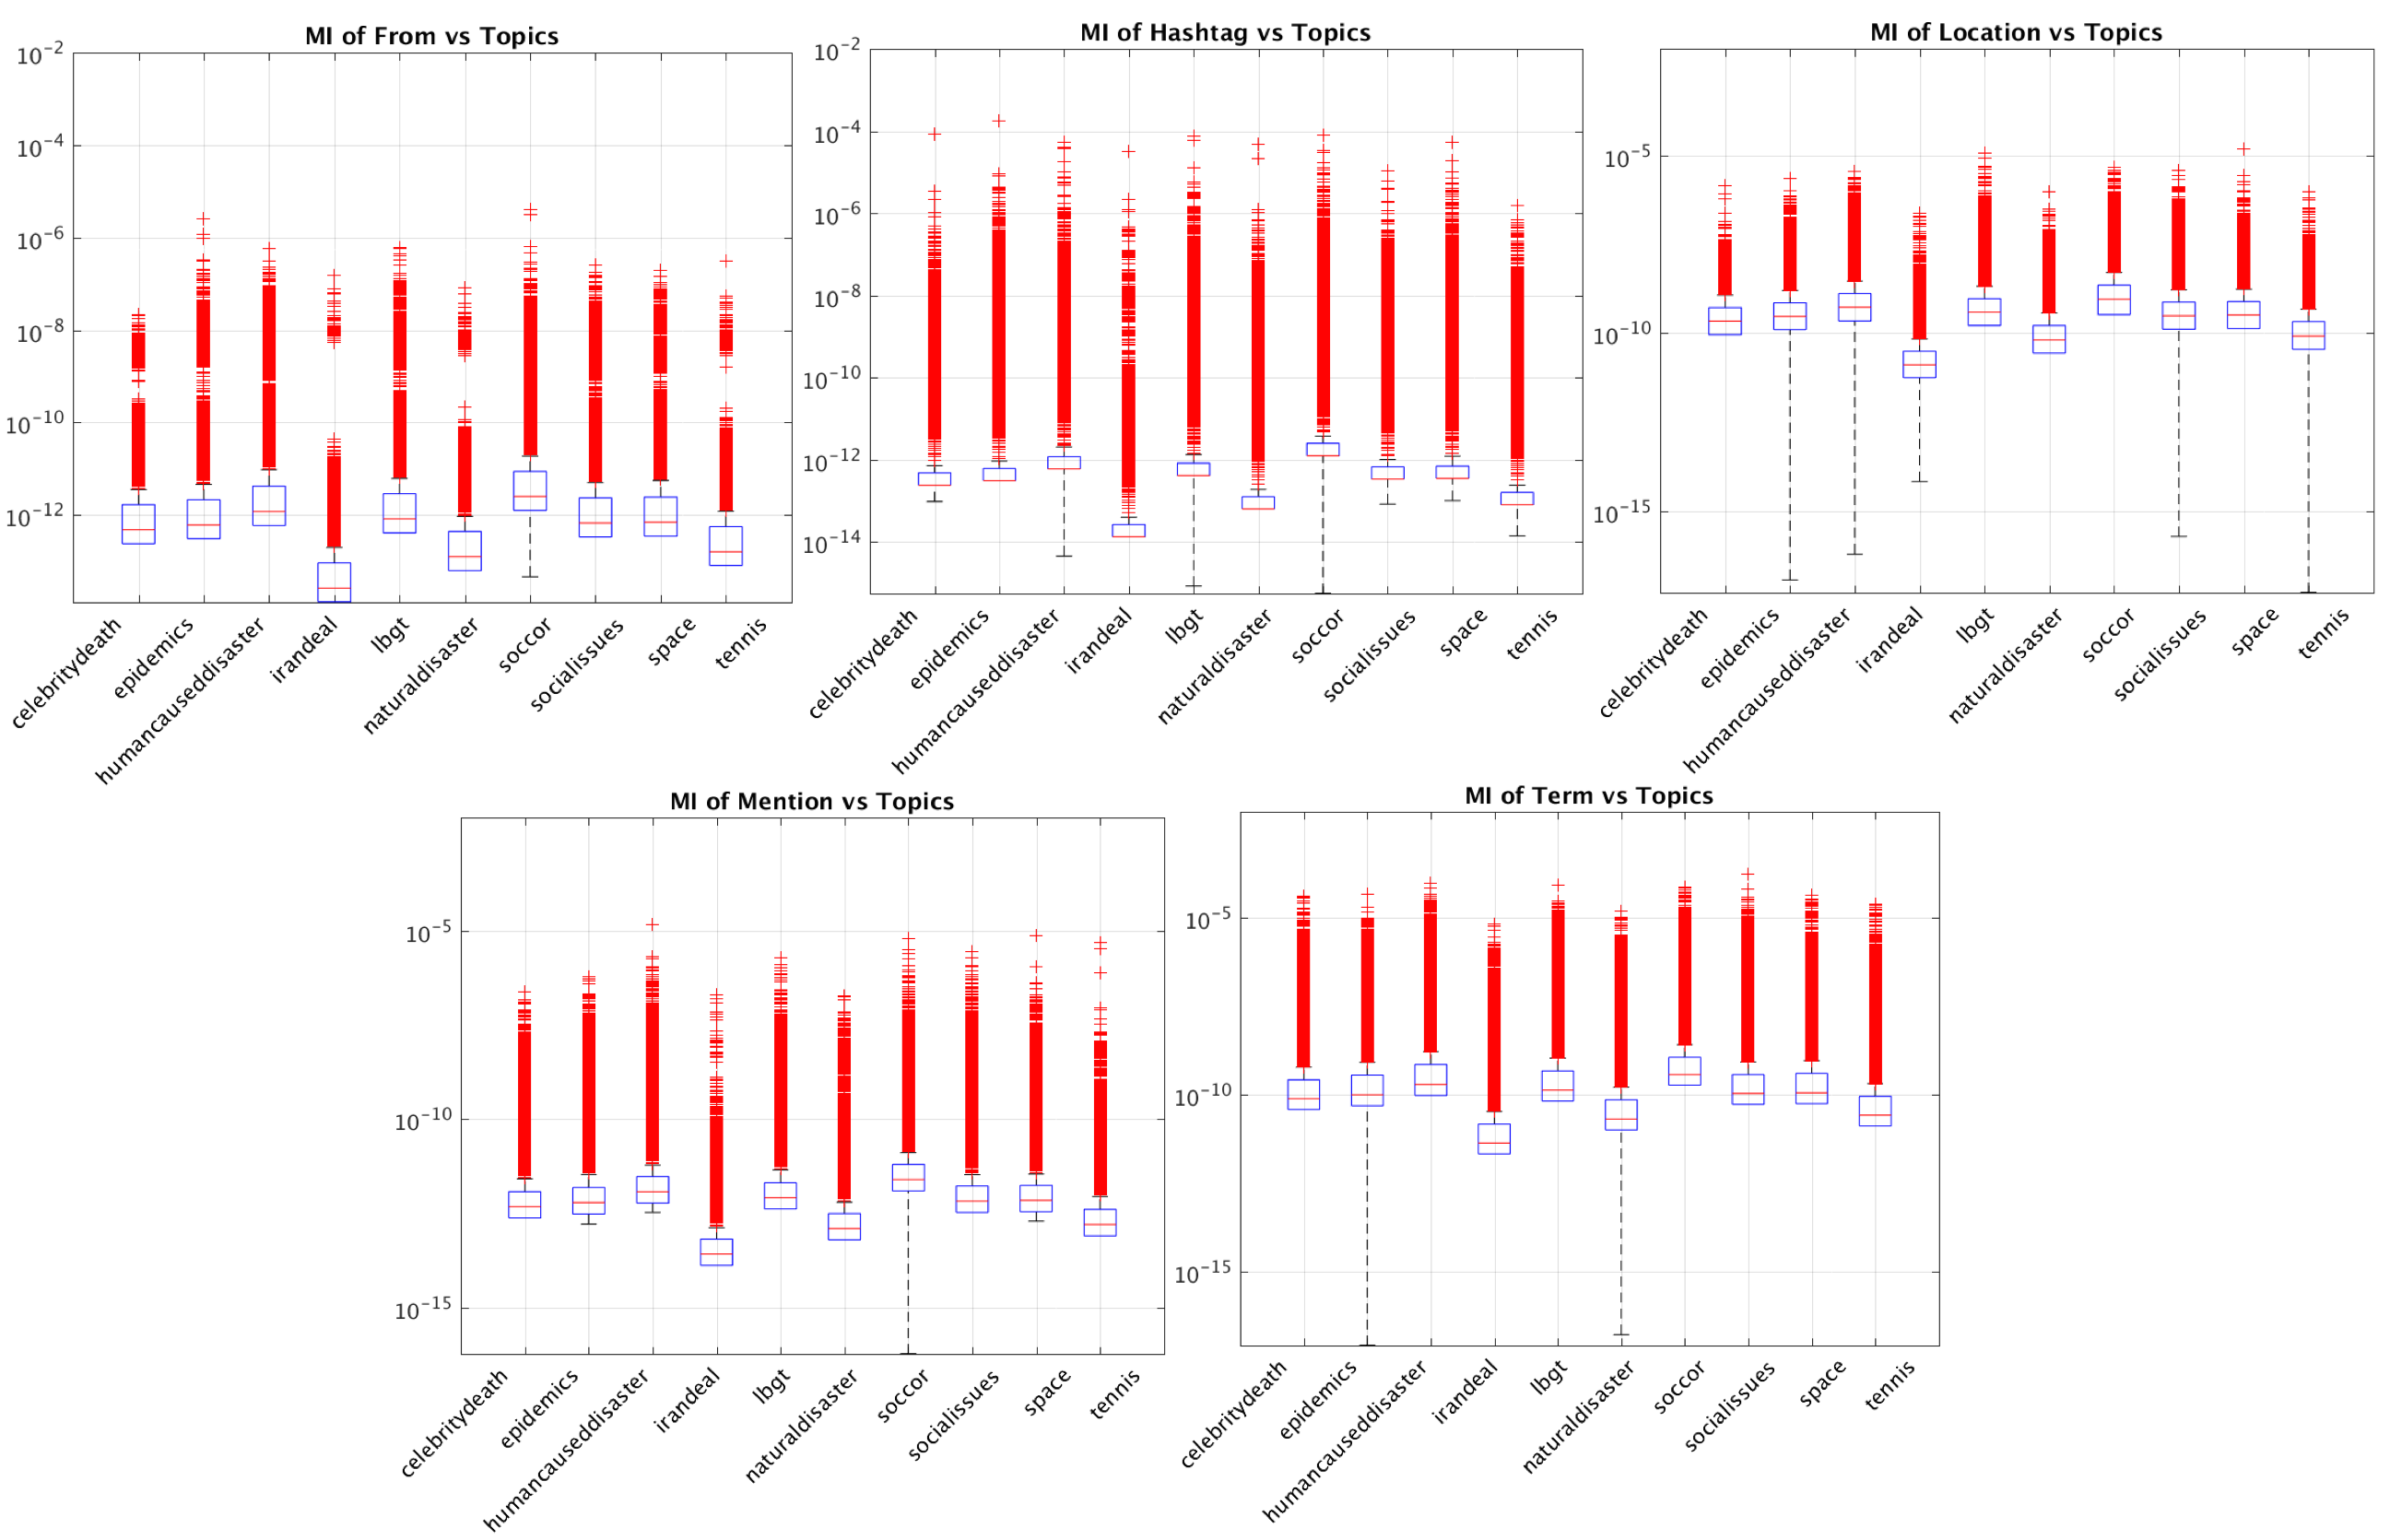 MI of From vs Topics
10^-2
10^-4
10^-6
10^-8
10^-10
10^-12
celebritydeath
epidemics
humancauseddisaster
irandeal
lbgt
naturaldisaster
soccor
socialissues
space
tennis
MI of Hashtag vs Topics
10^-2
10^-4
10^-6
10^-8
10^-10
10^-12
10^-14
celebritydeath
epidemics
humancauseddisaster
irandeal
lbgt
naturaldisaster
soccor
socialissues
space
tennis
MI of Location vs Topics
10^-5
10^-10
10^-15
celebritydeath
epidemics
humancauseddisaster
irandeal
lbgt
naturaldisaster
soccor
socialissues
space
tennis
MI of Mention vs Topics
10^-5
10^-10
10^-15
celebritydeath
epidemics
humancauseddisaster
irandeal
lbgt
naturaldisaster
soccor
socialissues
space
tennis
MI of Term vs Topics
10^-5
10^-10
10^-15
celebritydeath
epidemics
humancauseddisaster
irandeal
lbgt
naturaldisaster
soccor
socialissues
space
tennis